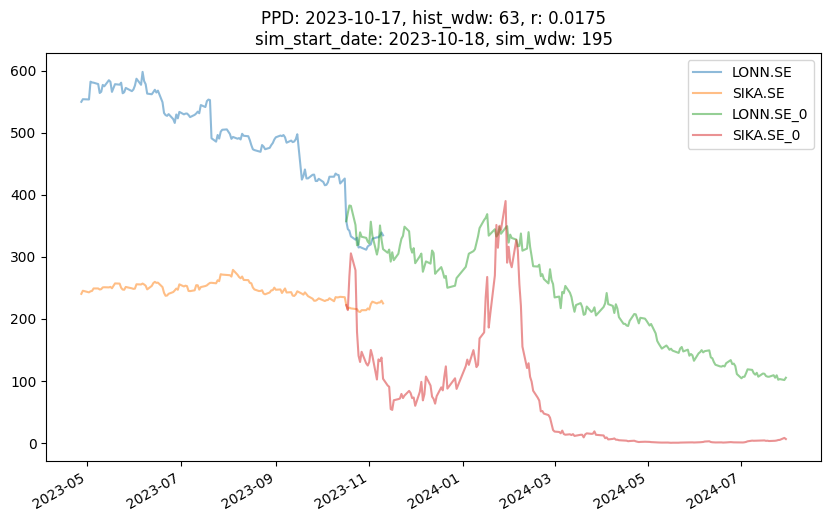 PPD: 2023-10-17, hist_wdw: 63, r: 0.0175
sim_start_date: 2023-10-18, sim_wdw: 195
LONN.SE
SIKA.SE
LONN.SE_0
SIKA.SE_0
600
500
400
300
200
100
0
2023-05
2023-07
2023-09
2023-11
2024-01
2024-03
2024-05
2024-07